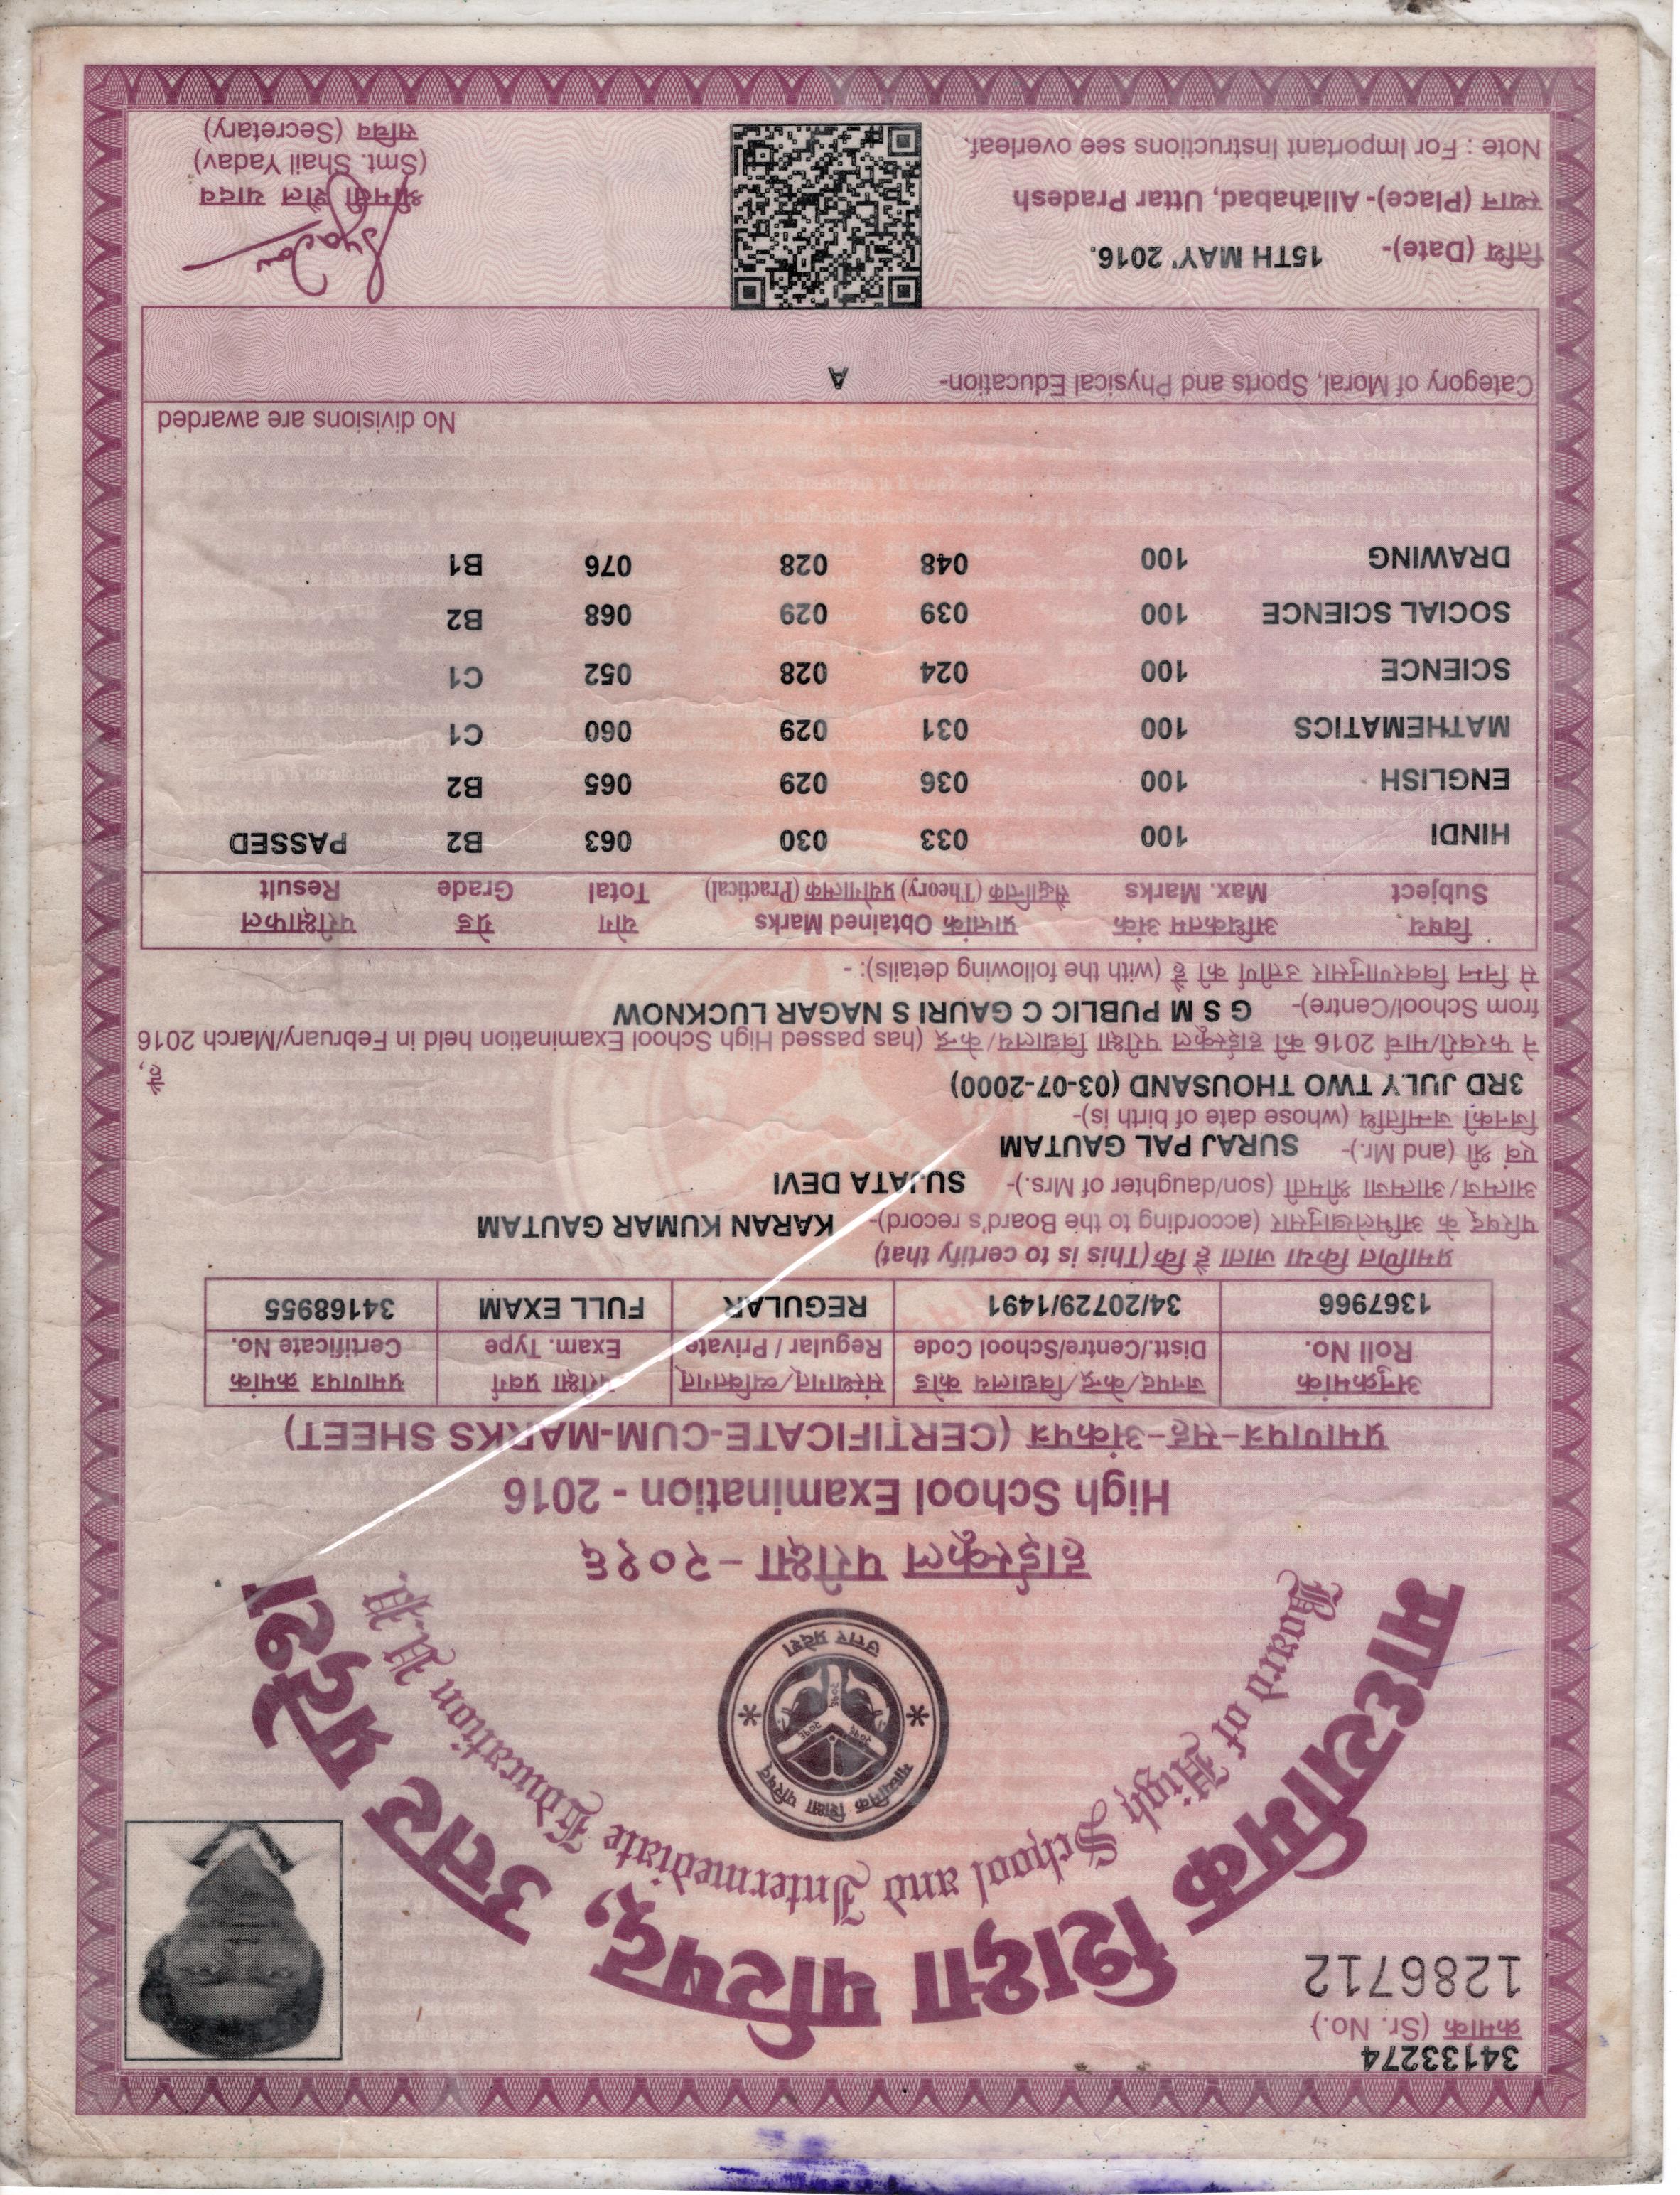 34133274
क्रमांक (Sr. No.)
1286712
माध्यमिक शिक्षा परिषद्, उत्तर प्रदेश
Board of High School and Intermediate Education U.P.
माध्यमिक शिक्षा परिषद्
उत्तर प्रदेश
हाईस्कूल परीक्षा - २०१६
High School Examination - 2016
प्रमाणपत्र-सह-अंकपत्र (CERTIFICATE-CUM-MARKS SHEET)
अनुक्रमांक जनपद/केन्द्र/विद्यालय कोड संस्थागत/व्यक्तिगत परीक्षा प्रवर्ग प्रमाणपत्र क्रमांक
Roll No. Distt./Centre/School Code Regular / Private Exam. Type Certificate No.
1367966 34/20729/1491 REGULAR FULL EXAM 34168955
प्रमाणित किया जाता है कि (This is to certify that)
परिषद् के अभिलेखानुसार (according to the Board's record)- KARAN KUMAR GAUTAM
आत्मज/आत्मजा श्रीमती (son/daughter of Mrs.)- SUJATA DEVI
एवं श्री (and Mr.)- SURAJ PAL GAUTAM
जिनकी जन्मतिथि (whose date of birth is)-
3RD JULY TWO THOUSAND (03-07-2000)
ने फरवरी/मार्च 2016 की हाईस्कूल परीक्षा विद्यालय/केन्द्र (has passed High School Examination held in February/March 2016
from School/Centre)- G S M PUBLIC C GAURI S NAGAR LUCKNOW
से निम्न विवरणानुसार उत्तीर्ण की है (with the following details): -
विषय अधिकतम अंक प्राप्तांक Obtained Marks योग ग्रेड परीक्षाफल
Subject Max. Marks सैद्धान्तिक (Theory) प्रयोगात्मक (Practical) Total Grade Result
HINDI 100 033 030 063 B2 PASSED
ENGLISH 100 036 029 065 B2
MATHEMATICS 100 031 029 060 C1
SCIENCE 100 024 028 052 C1
SOCIAL SCIENCE 100 039 029 068 B2
DRAWING 100 048 028 076 B1
No divisions are awarded
Category of Moral, Sports and Physical Education- A
तिथि (Date)- 15TH MAY' 2016.
स्थान (Place)- Allahabad, Uttar Pradesh
Note : For Important Instructions see overleaf.
श्रीमती शैल यादव
(Smt. Shail Yadav)
सचिव (Secretary)